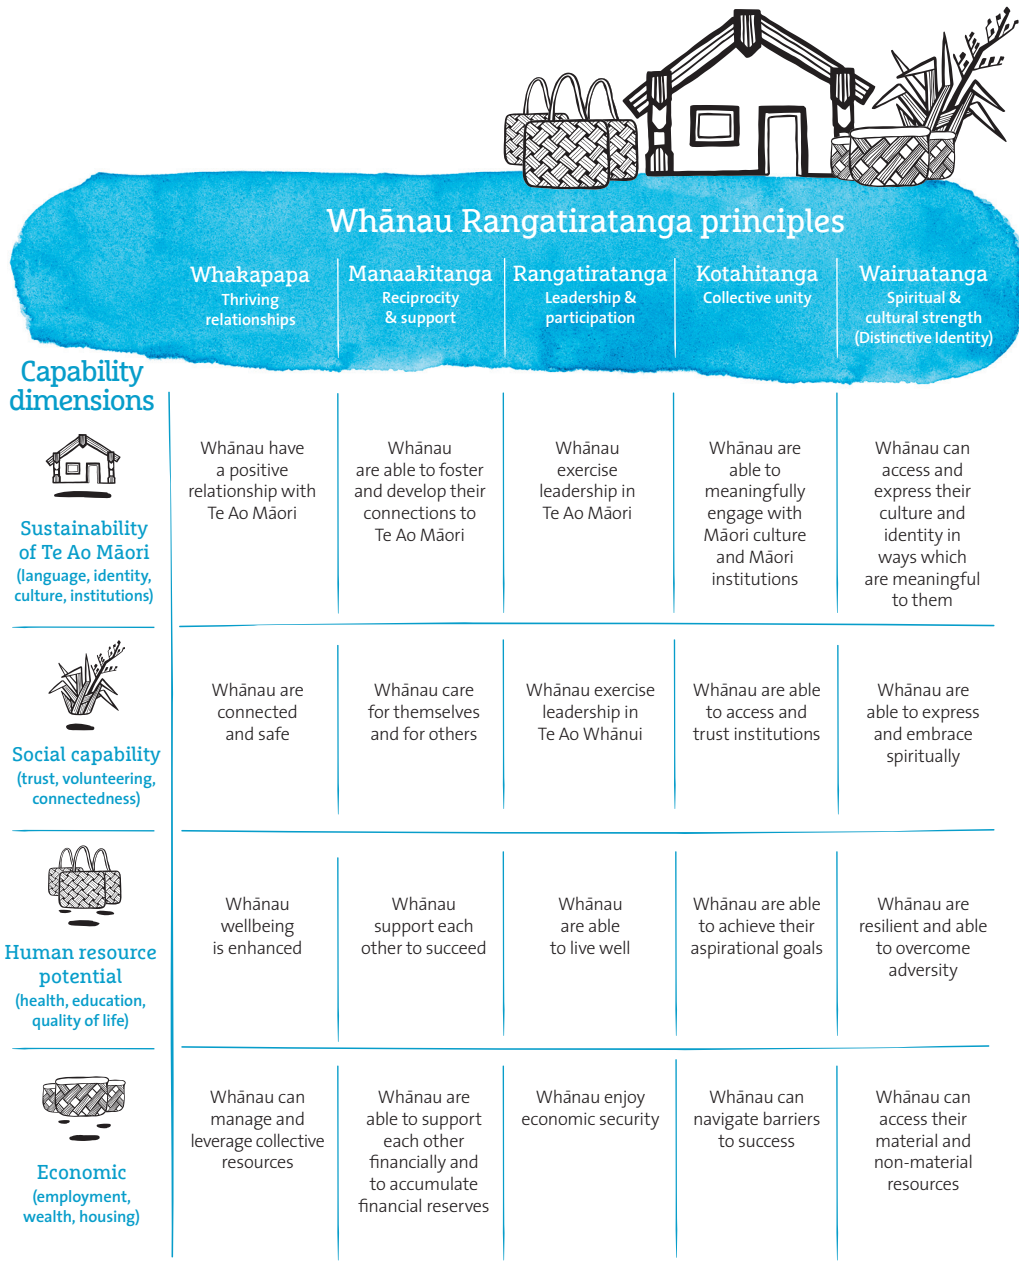 Whānau Rangatiratanga principles
Whakapapa
Thriving
relationships
Manaakitanga
Reciprocity
& support
Rangatiratanga
Leadership &
participation
Kotahitanga
Collective unity
Wairuatanga
Spiritual &
cultural strength
(Distinctive Identity)
Capability
dimensions
Sustainability
of Te Ao Māori
(language, identity,
culture, institutions)
Whānau have
a positive
relationship with
Te Ao Māori
Whānau
are able to foster
and develop their
connections to
Te Ao Māori
Whānau
exercise
leadership in
Te Ao Māori
Whānau are
able to
meaningfully
engage with
Māori culture
and Māori
institutions
Whānau can
access and
express their
culture and
identity in
ways which
are meaningful
to them
Social capability
(trust, volunteering,
connectedness)
Whānau are
connected
and safe
Whānau care
for themselves
and for others
Whānau exercise
leadership in
Te Ao Whānui
Whānau are able
to access and
trust institutions
Whānau are
able to express
and embrace
spiritually
Human resource
potential
(health, education,
quality of life)
Whānau
wellbeing
is enhanced
Whānau
support each
other to succeed
Whānau
are able
to live well
Whānau are able
to achieve their
aspirational goals
Whānau are
resilient and able
to overcome
adversity
Economic
(employment,
wealth, housing)
Whānau can
manage and
leverage collective
resources
Whānau are
able to support
each other
financially and
to accumulate
financial reserves
Whānau enjoy
economic security
Whānau can
navigate barriers
to success
Whānau can
access their
material and
non-material
resources